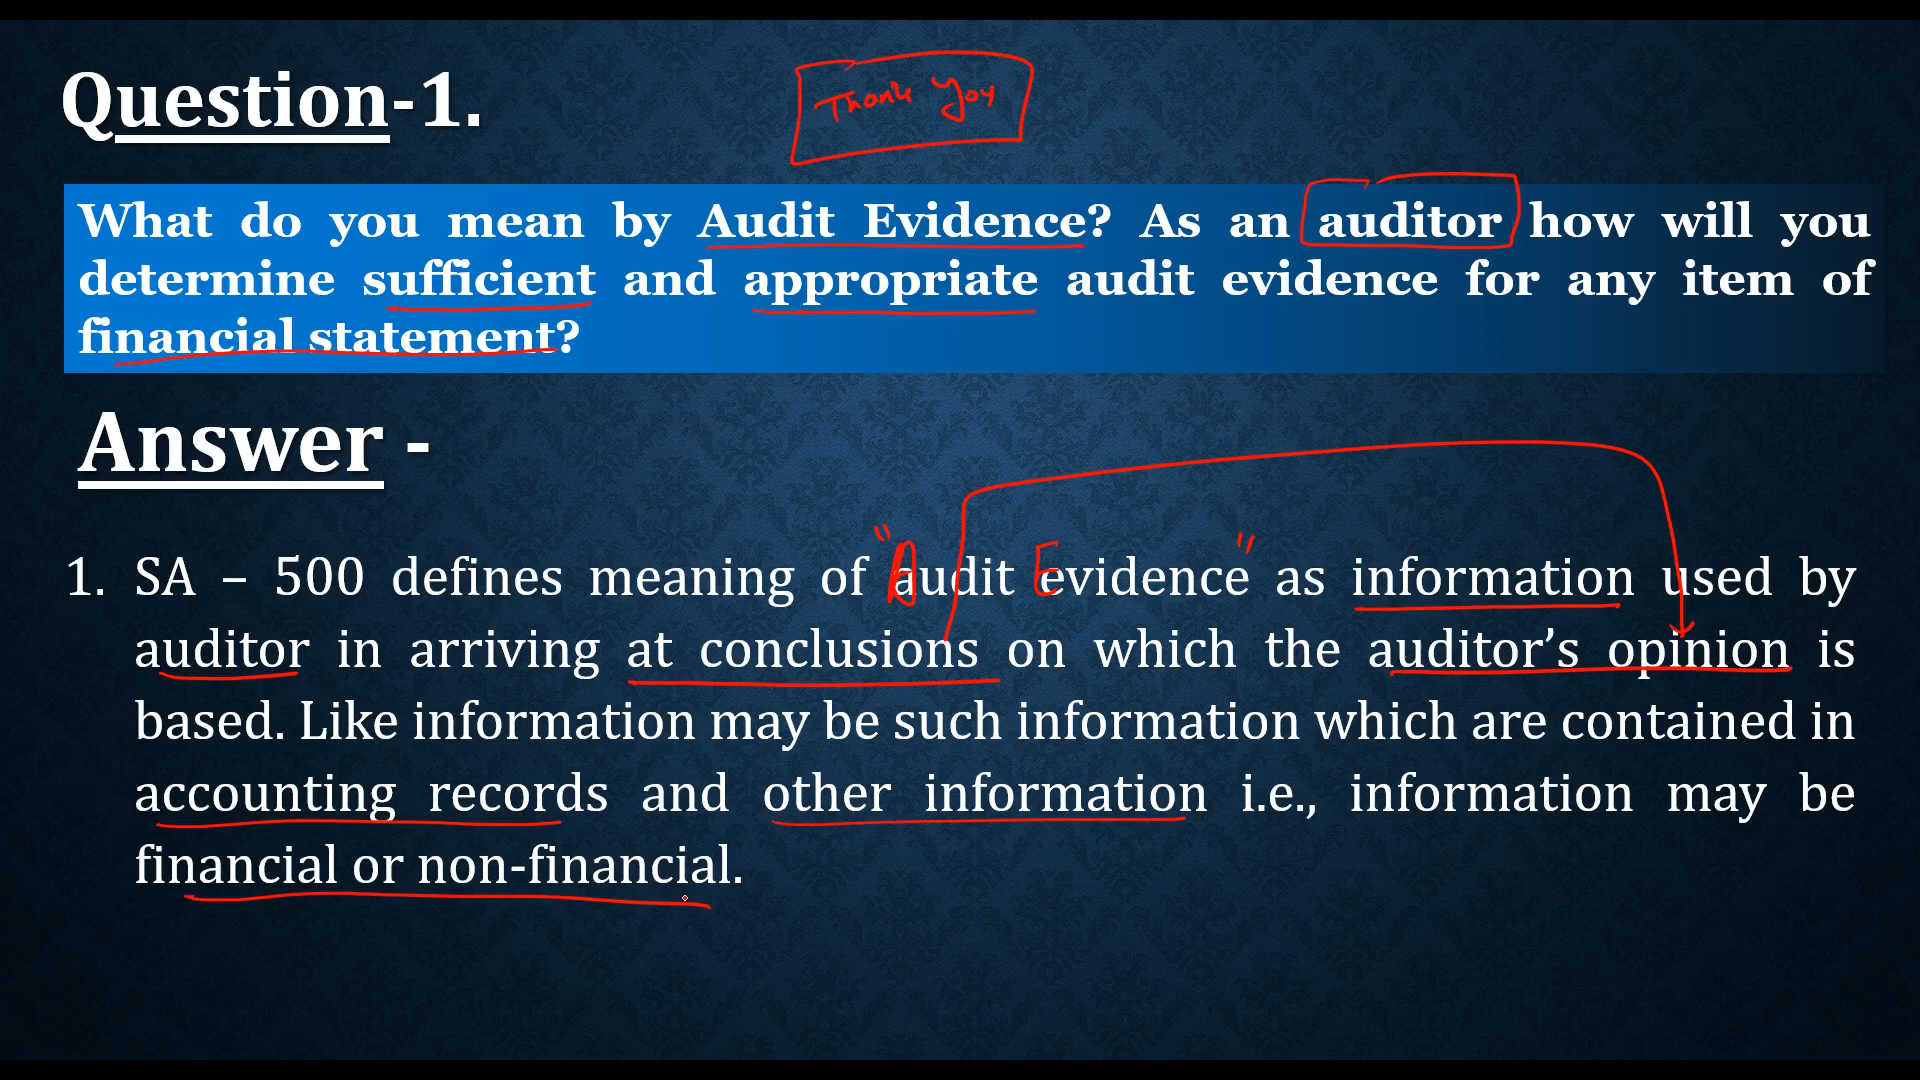 Question-1.
Thank You
What do you mean by Audit Evidence? As an auditor how will you
determine sufficient and appropriate audit evidence for any item of
financial statement?
Answer -
1. SA – 500 defines meaning of "Audit Evidence" as information used by
auditor in arriving at conclusions on which the auditor’s opinion is
based. Like information may be such information which are contained in
accounting records and other information i.e., information may be
financial or non-financial.